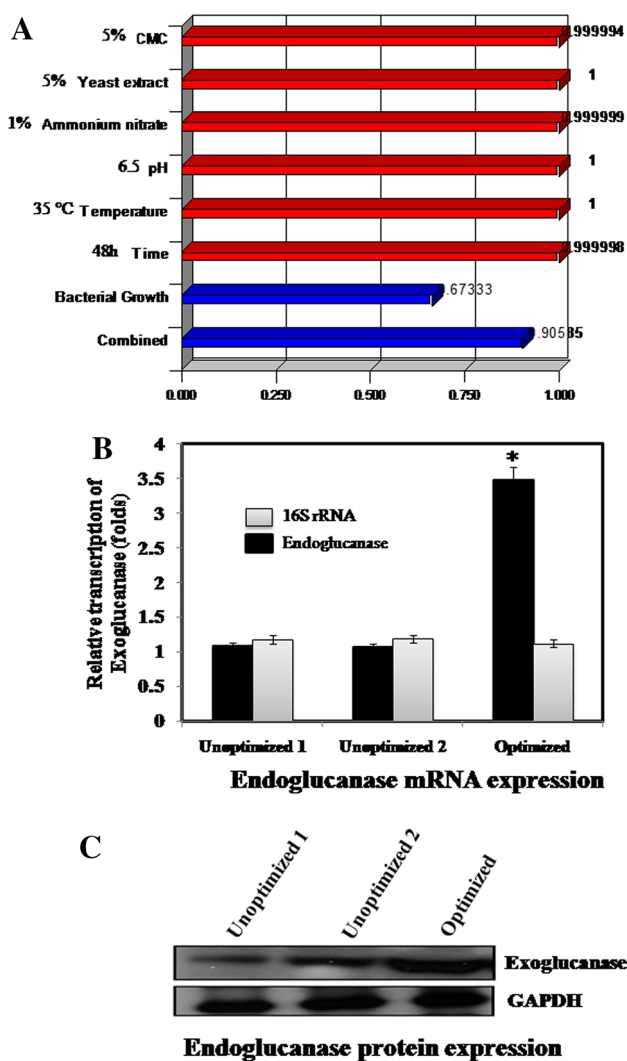 A
5% CMC 0.999994
5% Yeast extract 1
1% Ammonium nitrate 0.999999
6.5 pH 1
35 °C Temperature 1
48h Time 0.999998
Bacterial Growth .67333
Combined .90585
0.000 0.250 0.500 0.750 1.000
B
Relative transcription of
Exoglucanase (folds)
4
3.5
3
2.5
2
1.5
1
0.5
0
*
16S rRNA
Endoglucanase
Unoptimized 1 Unoptimized 2 Optimized
Endoglucanase mRNA expression
C
Unoptimized 1
Unoptimized 2
Optimized
Exoglucanase
GAPDH
Endoglucanase protein expression